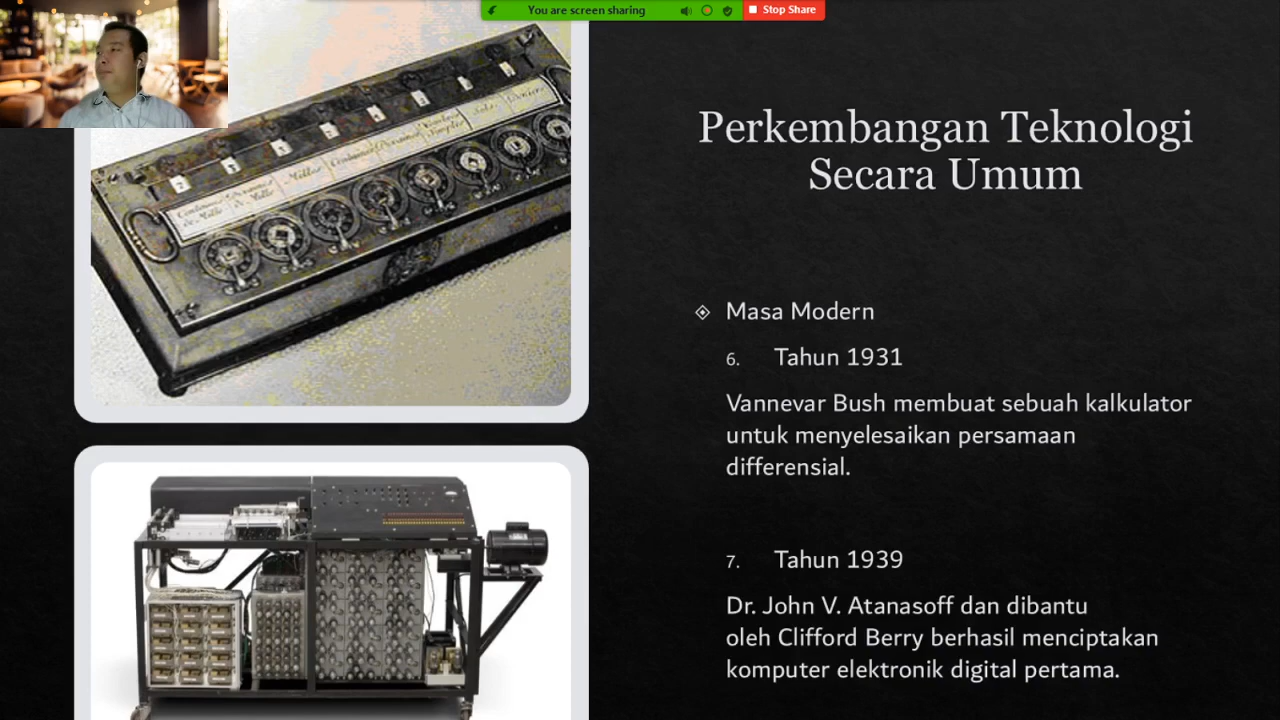 You are screen sharing
Stop Share
Perkembangan Teknologi
Secara Umum
Masa Modern
6. Tahun 1931
Vannevar Bush membuat sebuah kalkulator
untuk menyelesaikan persamaan
differensial.
7. Tahun 1939
Dr. John V. Atanasoff dan dibantu
oleh Clifford Berry berhasil menciptakan
komputer elektronik digital pertama.